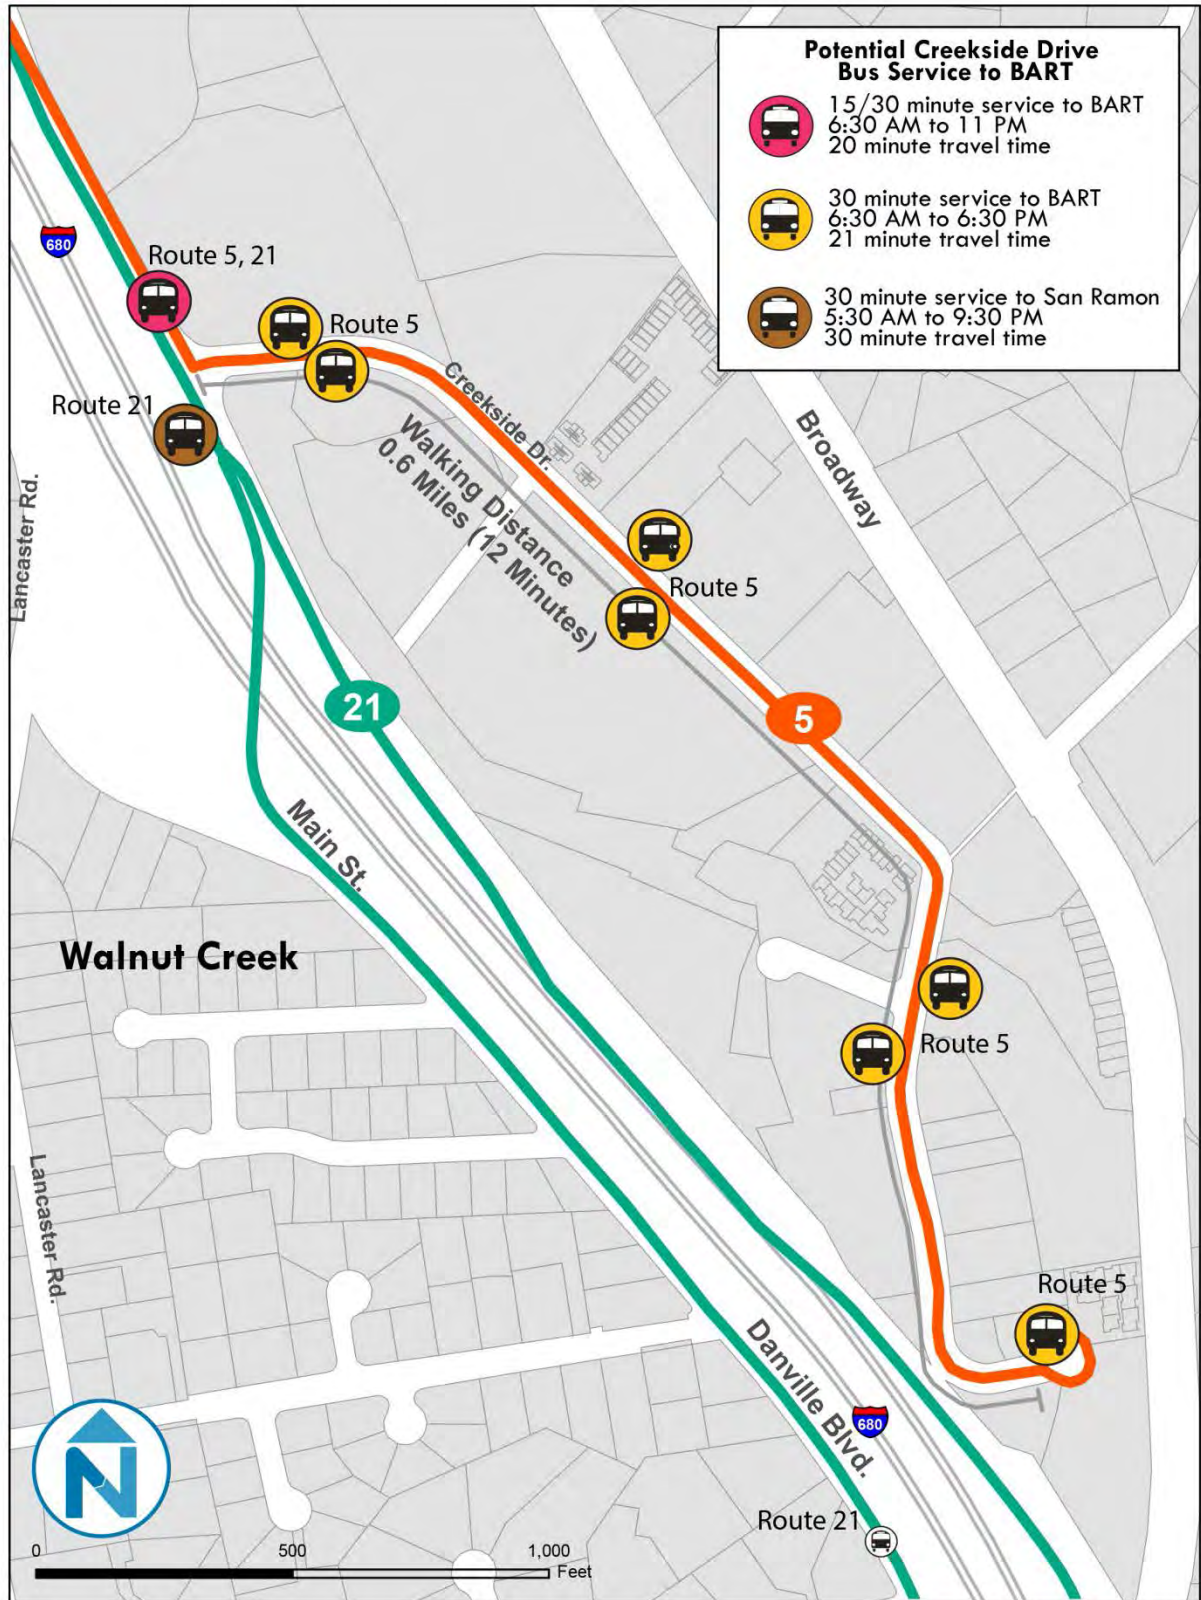 Potential Creekside Drive
Bus Service to BART
15/30 minute service to BART
6:30 AM to 11 PM
20 minute travel time
30 minute service to BART
6:30 AM to 6:30 PM
21 minute travel time
30 minute service to San Ramon
5:30 AM to 9:30 PM
30 minute travel time
680
Route 5, 21
Route 5
Route 21
Creekside Dr.
Walking Distance
0.6 Miles (12 Minutes)
Broadway
Lancaster Rd.
Route 5
21
5
Main St.
Walnut Creek
Route 5
Lancaster Rd.
Route 5
Danville Blvd.
680
N
Route 21
0
500
1,000
Feet